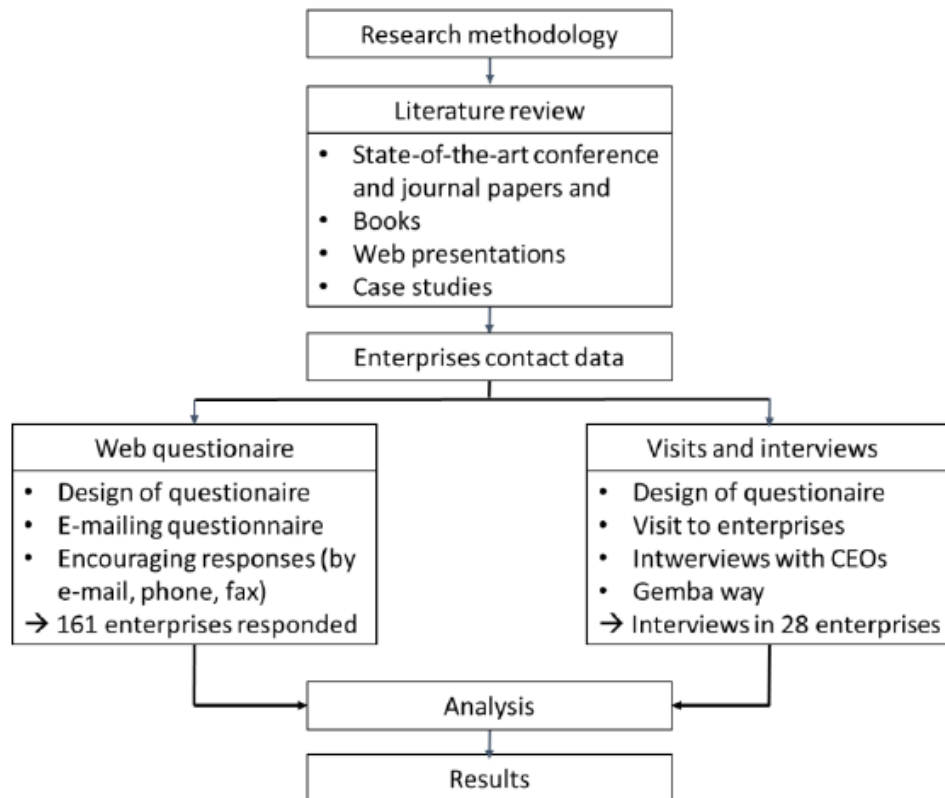 Research methodology
Literature review
• State-of-the-art conference
and journal papers and
• Books
• Web presentations
• Case studies
Enterprises contact data
Web questionaire
• Design of questionaire
• E-mailing questionnaire
• Encouraging responses (by
e-mail, phone, fax)
→ 161 enterprises responded
Visits and interviews
• Design of questionaire
• Visit to enterprises
• Intwerviews with CEOs
• Gemba way
→ Interviews in 28 enterprises
Analysis
Results